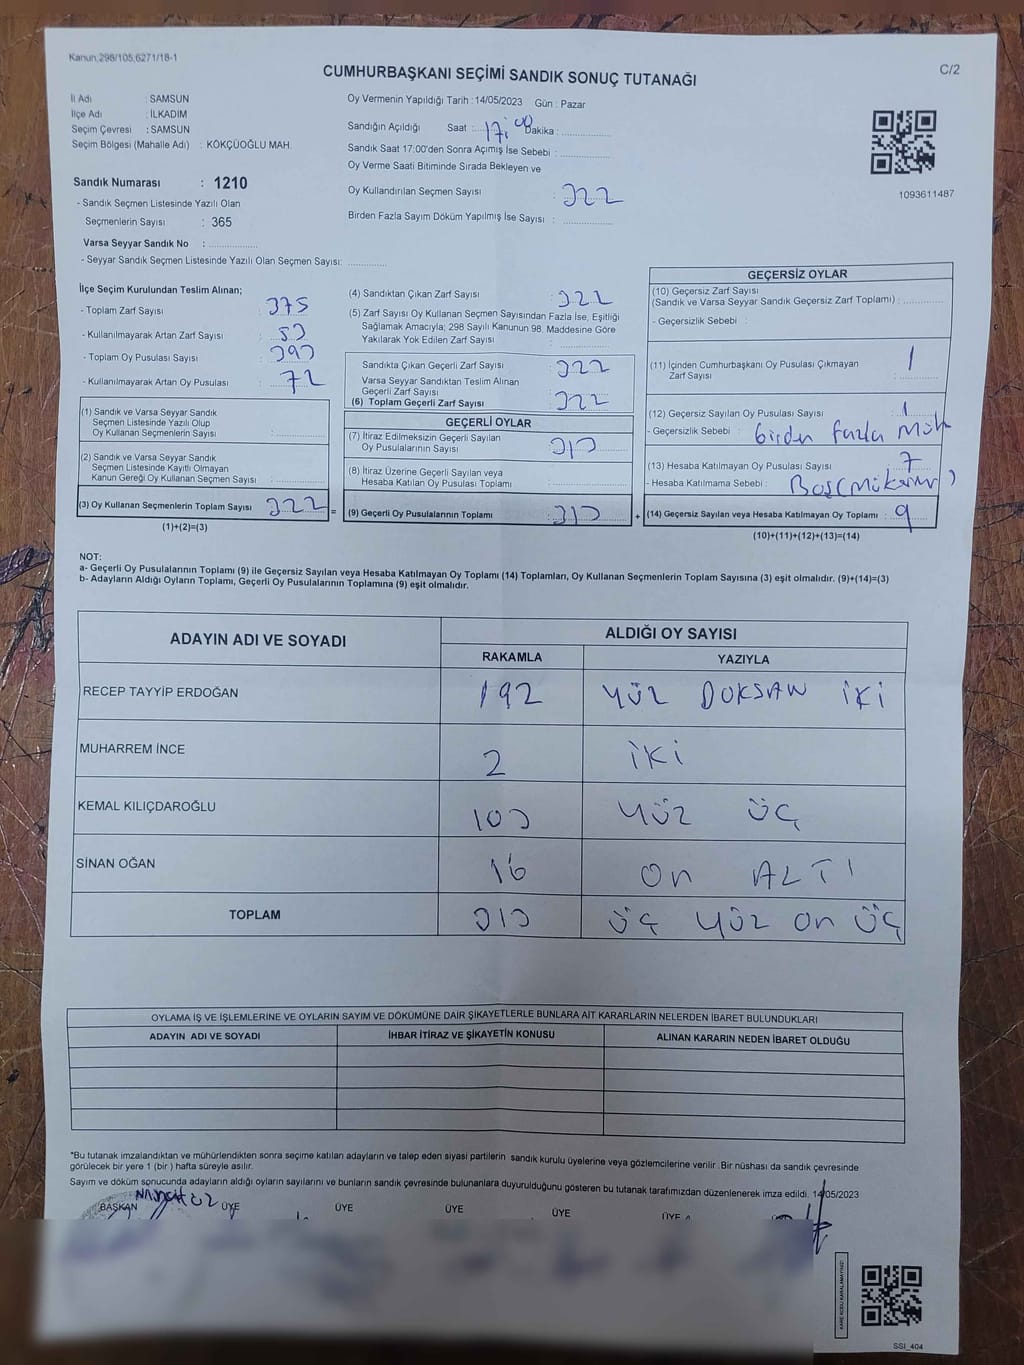 Kanun,298/105,6271/18-1
C/2
CUMHURBAŞKANI SEÇİMİ SANDIK SONUÇ TUTANAĞI
İl Adı : SAMSUN
İlçe Adı : İLKADIM
Seçim Çevresi : SAMSUN
Seçim Bölgesi (Mahalle Adı) : KÖKÇÜOĞLU MAH.
Sandık Numarası : 1210
- Sandık Seçmen Listesinde Yazılı Olan
Seçmenlerin Sayısı : 365
Varsa Seyyar Sandık No :
- Seyyar Sandık Seçmen Listesinde Yazılı Olan Seçmen Sayısı:
Oy Vermenin Yapıldığı Tarih : 14/05/2023 Gün : Pazar
Sandığın Açıldığı Saat : 17:00 Dakika :
Sandık Saat 17:00'den Sonra Açımış İse Sebebi :
Oy Verme Saati Bitiminde Sırada Bekleyen ve
Oy Kullandırılan Seçmen Sayısı : 322
Birden Fazla Sayım Döküm Yapılmış İse Sayısı :
1093611487
İlçe Seçim Kurulundan Teslim Alınan;
- Toplam Zarf Sayısı : 375
- Kullanılmayarak Artan Zarf Sayısı : 53
- Toplam Oy Pusulası Sayısı : 393
- Kullanılmayarak Artan Oy Pusulası : 72
(1) Sandık ve Varsa Seyyar Sandık
Seçmen Listesinde Yazılı Olup
Oy Kullanan Seçmenlerin Sayısı :
(2) Sandık ve Varsa Seyyar Sandık
Seçmen Listesinde Kayıtlı Olmayan
Kanun Gereği Oy Kullanan Seçmen Sayısı :
(3) Oy Kullanan Seçmenlerin Toplam Sayısı : 322 =
(1)+(2)=(3)
(4) Sandıktan Çıkan Zarf Sayısı : 322
(5) Zarf Sayısı Oy Kullanan Seçmen Sayısından Fazla İse, Eşitliği
Sağlamak Amacıyla; 298 Sayılı Kanunun 98. Maddesine Göre
Yakılarak Yok Edilen Zarf Sayısı :
Sandıkta Çıkan Geçerli Zarf Sayısı : 322
Varsa Seyyar Sandıktan Teslim Alınan
Geçerli Zarf Sayısı :
(6) Toplam Geçerli Zarf Sayısı : 322
GEÇERLİ OYLAR
(7) İtiraz Edilmeksizin Geçerli Sayılan
Oy Pusulalarının Sayısı : 313
(8) İtiraz Üzerine Geçerli Sayılan veya
Hesaba Katılan Oy Pusulası Toplamı :
(9) Geçerli Oy Pusulalarının Toplamı : 313 +
GEÇERSİZ OYLAR
(10) Geçersiz Zarf Sayısı
(Sandık ve Varsa Seyyar Sandık Geçersiz Zarf Toplamı) :
- Geçersizlik Sebebi :
(11) İçinden Cumhurbaşkanı Oy Pusulası Çıkmayan
Zarf Sayısı : 1
(12) Geçersiz Sayılan Oy Pusulası Sayısı : 1
- Geçersizlik Sebebi : birden fazla Müh
(13) Hesaba Katılmayan Oy Pusulası Sayısı : 7
- Hesaba Katılmama Sebebi : Boş
(14) Geçersiz Sayılan veya Hesaba Katılmayan Oy Toplamı : 9
(10)+(11)+(12)+(13)=(14)
NOT:
a- Geçerli Oy Pusulalarının Toplamı (9) ile Geçersiz Sayılan veya Hesaba Katılmayan Oy Toplamı (14) Toplamları, Oy Kullanan Seçmenlerin Toplam Sayısına (3) eşit olmalıdır. (9)+(14)=(3)
b- Adayların Aldığı Oyların Toplamı, Geçerli Oy Pusulalarının Toplamına (9) eşit olmalıdır.
ADAYIN ADI VE SOYADI
ALDIĞI OY SAYISI
RAKAMLA YAZIYLA
RECEP TAYYİP ERDOĞAN 192 YÜZ DOKSAN İKİ
MUHARREM İNCE 2 İKİ
KEMAL KILIÇDAROĞLU 103 YÜZ ÜÇ
SİNAN OĞAN 16 On ALTI
TOPLAM 313 ÜÇ YÜZ On ÜÇ
OYLAMA İŞ VE İŞLEMLERİNE VE OYLARIN SAYIM VE DÖKÜMÜNE DAİR ŞİKAYETLERLE BUNLARA AİT KARARLARIN NELERDEN İBARET BULUNDUKLARI
ADAYIN ADI VE SOYADI İHBAR İTİRAZ VE ŞİKAYETİN KONUSU ALINAN KARARIN NEDEN İBARET OLDUĞU
*Bu tutanak imzalandıktan ve mühürlendikten sonra seçime katılan adayların ve talep eden siyasi partilerin sandık kurulu üyelerine veya gözlemcilerine verilir. Bir nüshası da sandık çevresinde
görülecek bir yere 1 (bir ) hafta süreyle asılır.
Sayım ve döküm sonucunda adayların aldığı oyların sayılarını ve bunların sandık çevresinde bulunanlara duyurulduğunu gösteren bu tutanak tarafımızdan düzenlenerek imza edildi. 14/05/2023
BAŞKAN ÜYE ÜYE ÜYE ÜYE ÜYE
KARE KODU KARALAMAYINIZ!
SSI_404